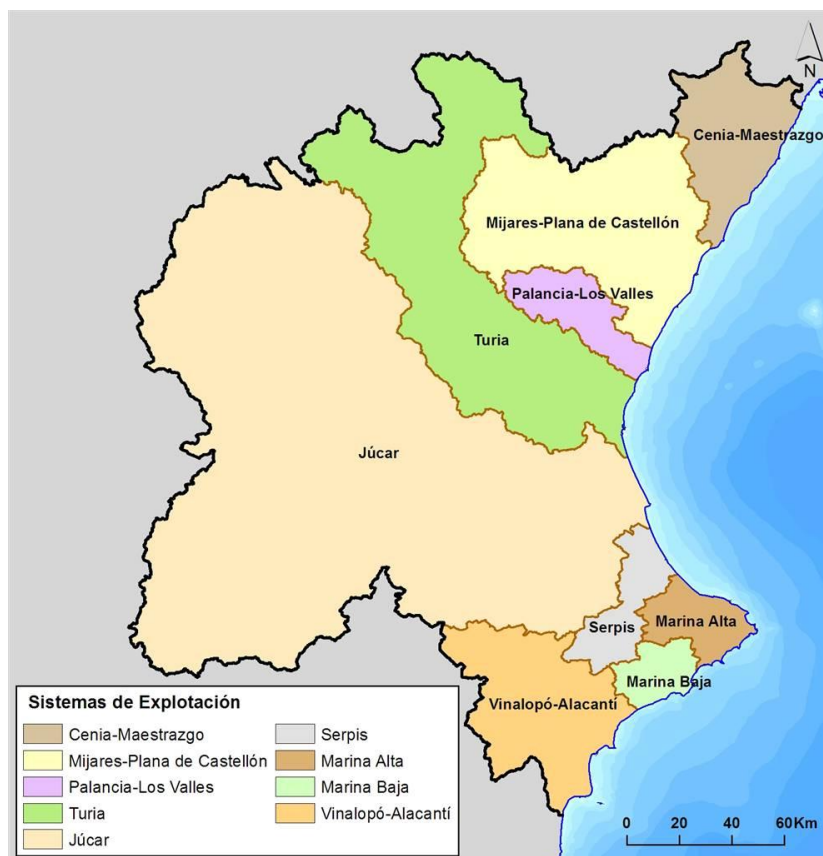 N
Cenia-Maestrazgo
Mijares-Plana de Castellón
Palancia-Los Valles
Turia
Júcar
Serpis
Marina Alta
Marina Baja
Vinalopó-Alacantí
Sistemas de Explotación
Cenia-Maestrazgo
Mijares-Plana de Castellón
Palancia-Los Valles
Turia
Júcar
Serpis
Marina Alta
Marina Baja
Vinalopó-Alacantí
0 20 40 60Km